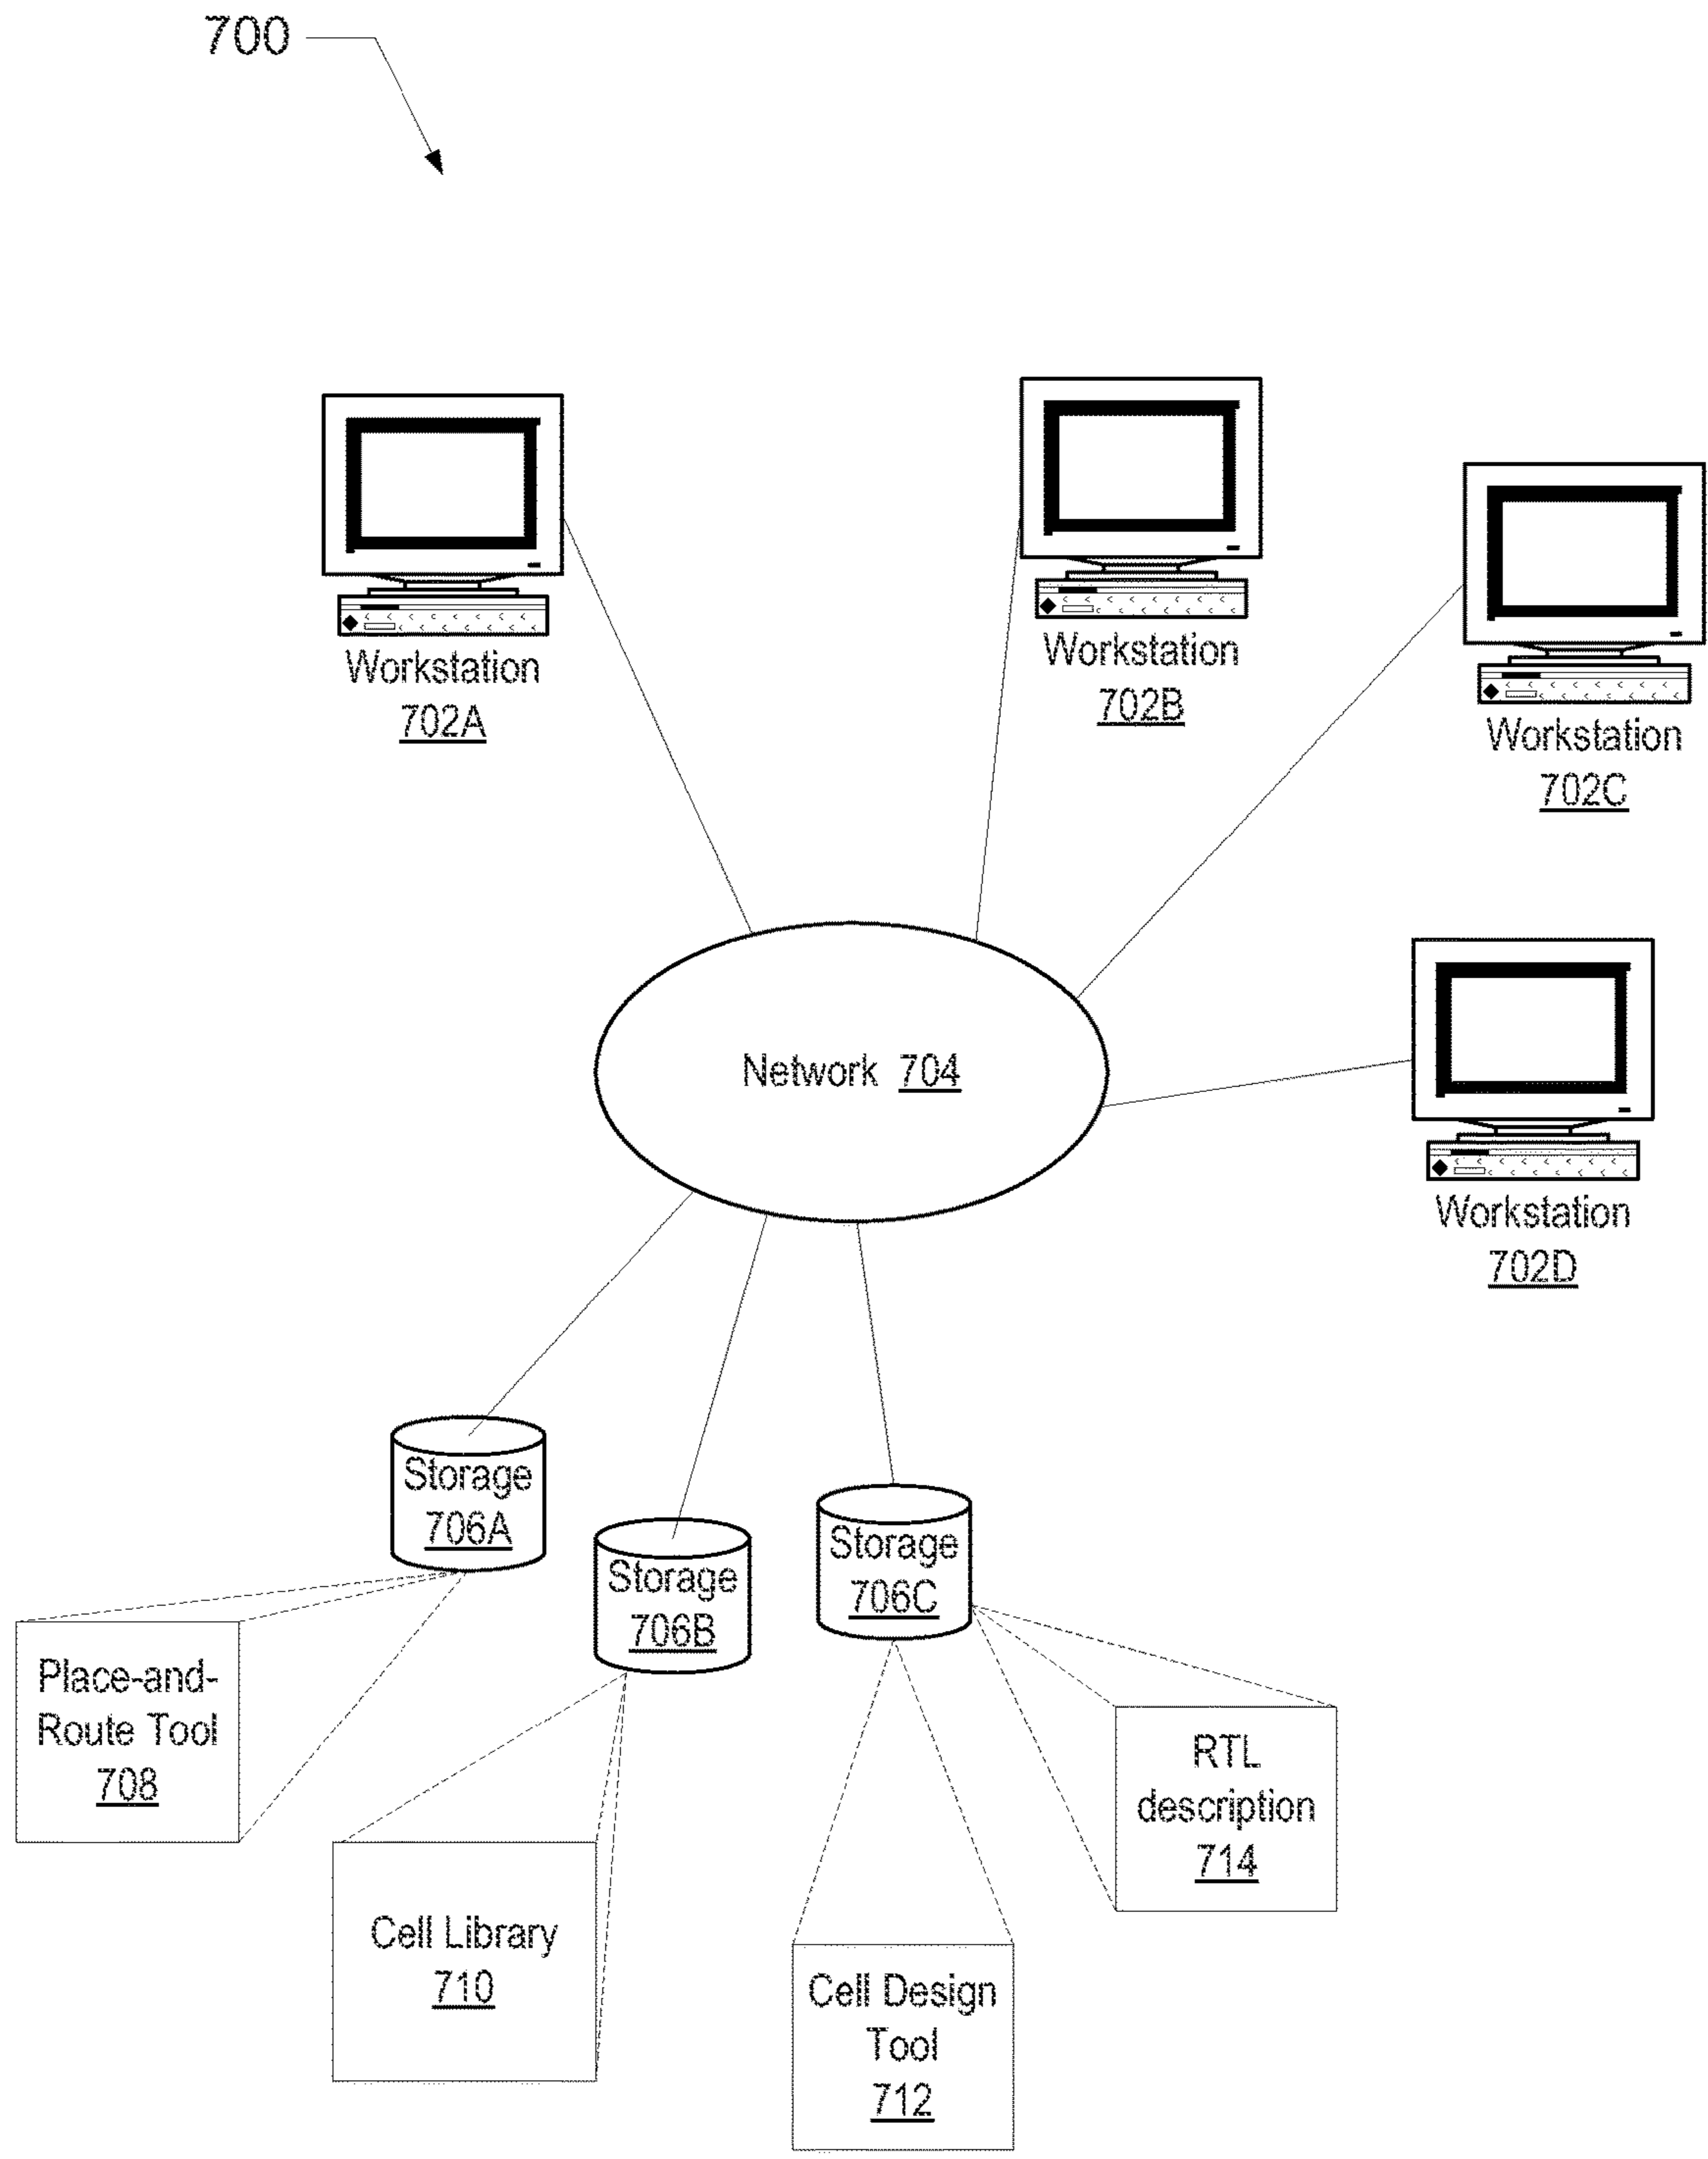 700
Workstation
702A
Workstation
702B
Workstation
702C
Network 704
Workstation
702D
Storage
706A
Storage
706B
Storage
706C
Place-and-
Route Tool
708
Cell Library
710
Cell Design
Tool
712
RTL
description
714